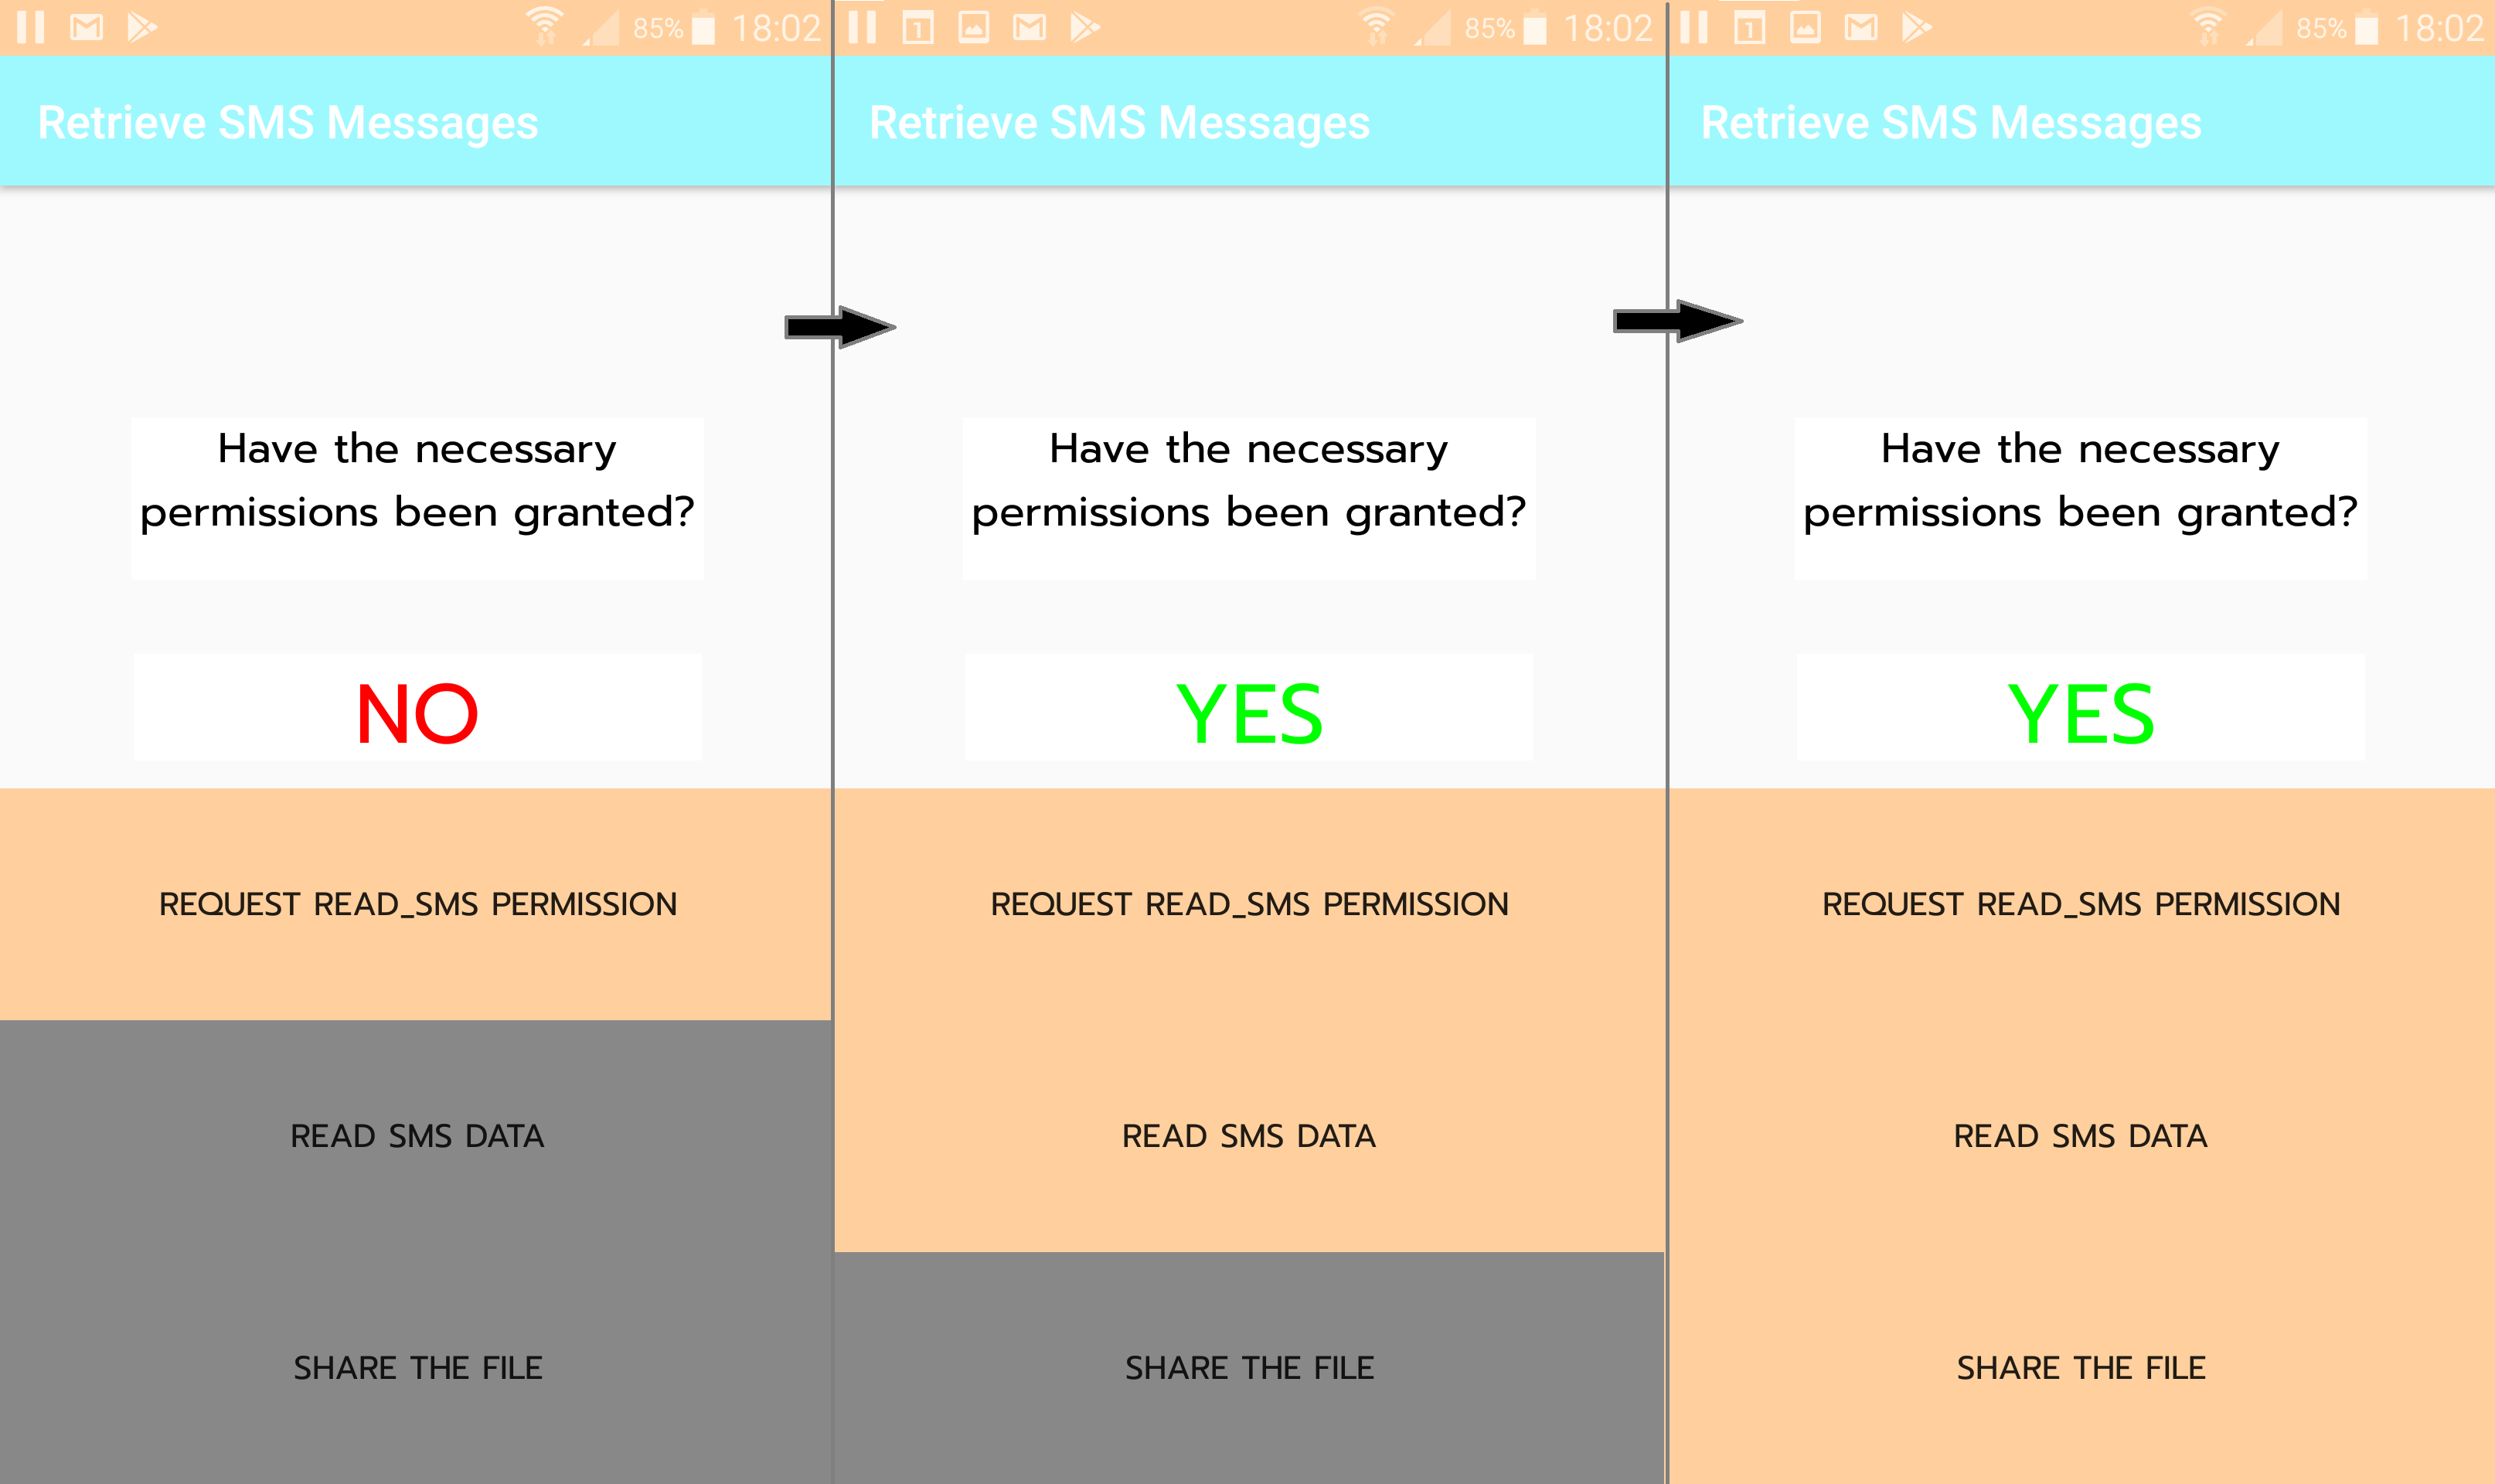 85% 18:02
Retrieve SMS Messages
Have the necessary
permissions been granted?
NO
REQUEST READ_SMS PERMISSION
READ SMS DATA
SHARE THE FILE
1 85% 18:02
Retrieve SMS Messages
Have the necessary
permissions been granted?
YES
REQUEST READ_SMS PERMISSION
READ SMS DATA
SHARE THE FILE
1 85% 18:02
Retrieve SMS Messages
Have the necessary
permissions been granted?
YES
REQUEST READ_SMS PERMISSION
READ SMS DATA
SHARE THE FILE